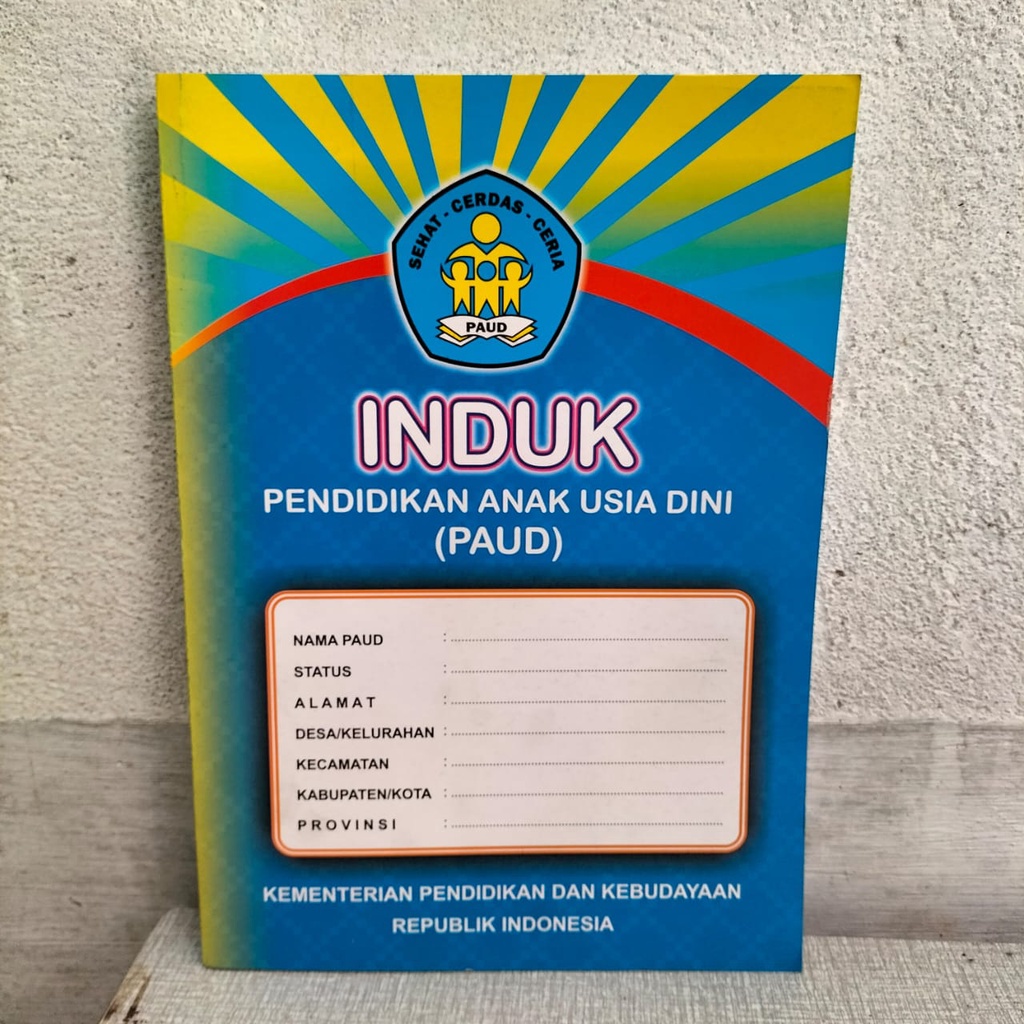 SEHAT - CERDAS - CERIA
PAUD
INDUK
PENDIDIKAN ANAK USIA DINI
(PAUD)
NAMA PAUD :
STATUS :
ALAMAT :
DESA/KELURAHAN :
KECAMATAN :
KABUPATEN/KOTA :
PROVINSI :
KEMENTERIAN PENDIDIKAN DAN KEBUDAYAAN
REPUBLIK INDONESIA